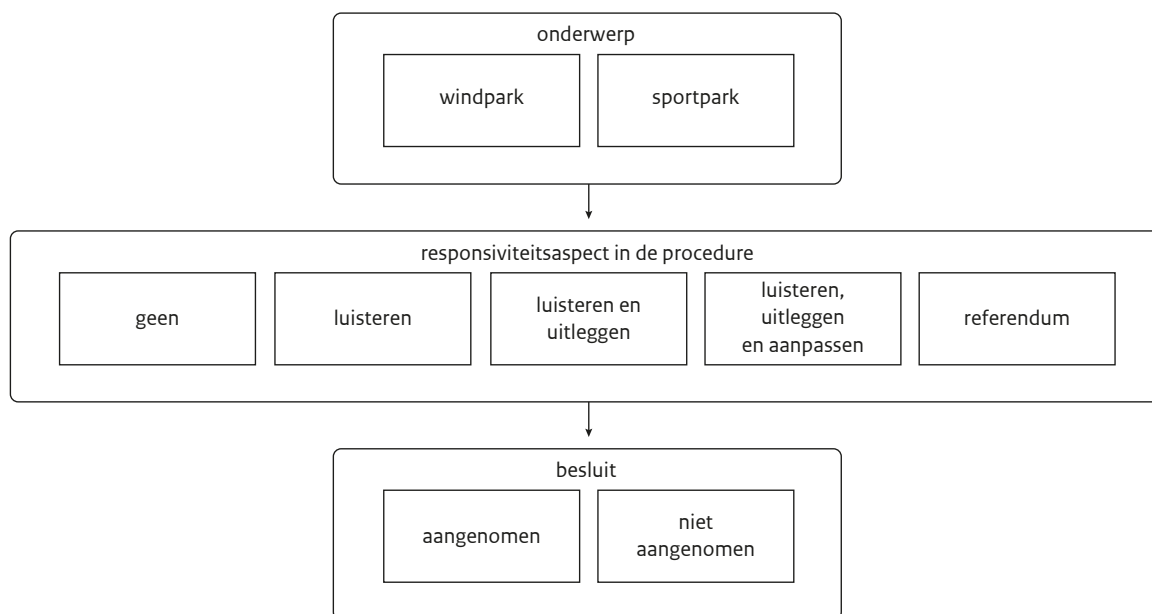 onderwerp
windpark
sportpark
responsiviteitsaspect in de procedure
geen
luisteren
luisteren en
uitleggen
luisteren,
uitleggen
en aanpassen
referendum
besluit
aangenomen
niet
aangenomen